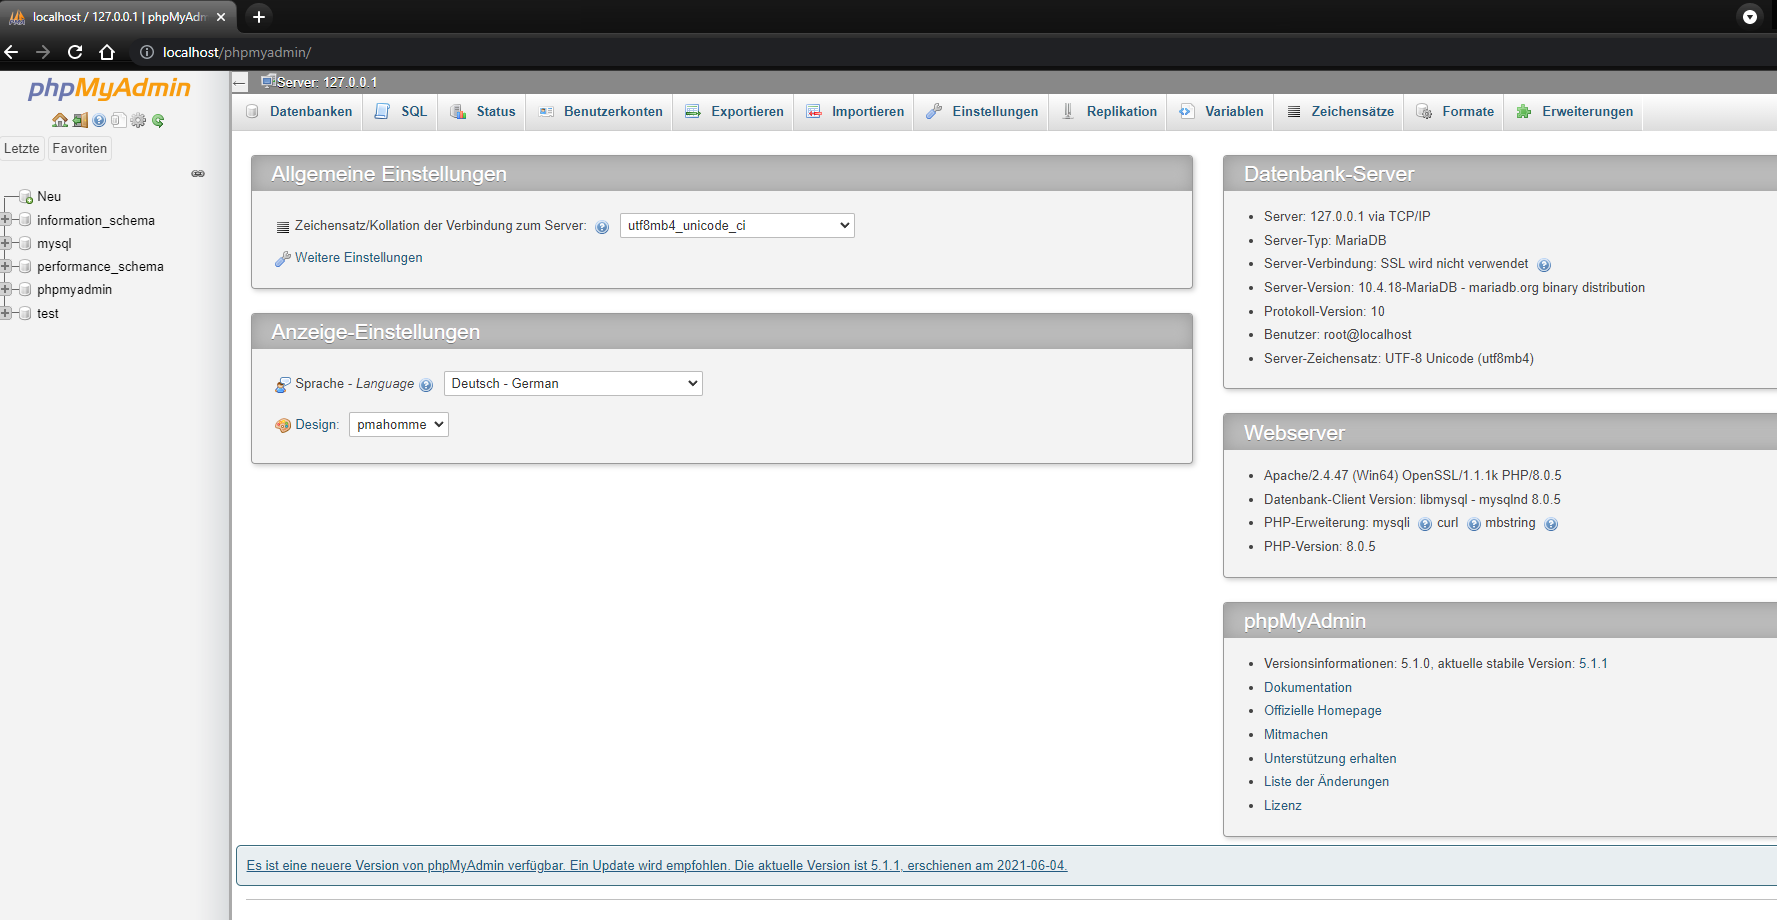 localhost / 127.0.0.1 | phpMyAdm
localhost/phpmyadmin/
phpMyAdmin
Letzte Favoriten
Neu
information_schema
mysql
performance_schema
phpmyadmin
test
Server: 127.0.0.1
Datenbanken SQL Status Benutzerkonten Exportieren Importieren Einstellungen Replikation Variablen Zeichensätze Formate Erweiterungen
Allgemeine Einstellungen
Zeichensatz/Kollation der Verbindung zum Server: utf8mb4_unicode_ci
Weitere Einstellungen
Anzeige-Einstellungen
Sprache - Language Deutsch - German
Design: pmahomme
Datenbank-Server
Server: 127.0.0.1 via TCP/IP
Server-Typ: MariaDB
Server-Verbindung: SSL wird nicht verwendet
Server-Version: 10.4.18-MariaDB - mariadb.org binary distribution
Protokoll-Version: 10
Benutzer: root@localhost
Server-Zeichensatz: UTF-8 Unicode (utf8mb4)
Webserver
Apache/2.4.47 (Win64) OpenSSL/1.1.1k PHP/8.0.5
Datenbank-Client Version: libmysql - mysqlnd 8.0.5
PHP-Erweiterung: mysqli curl mbstring
PHP-Version: 8.0.5
phpMyAdmin
Versionsinformationen: 5.1.0, aktuelle stabile Version: 5.1.1
Dokumentation
Offizielle Homepage
Mitmachen
Unterstützung erhalten
Liste der Änderungen
Lizenz
Es ist eine neuere Version von phpMyAdmin verfügbar. Ein Update wird empfohlen. Die aktuelle Version ist 5.1.1, erschienen am 2021-06-04.